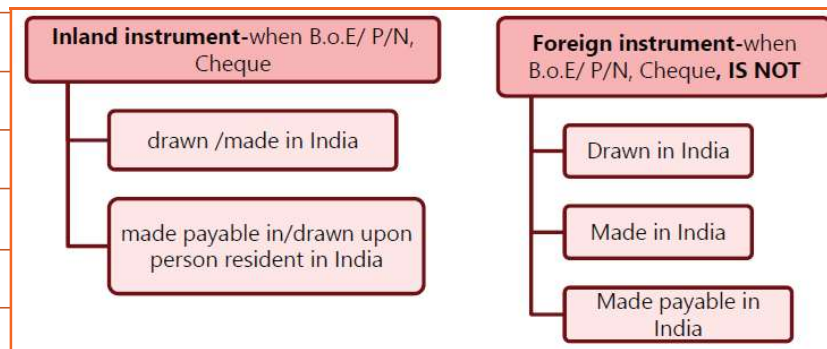 Inland instrument-when B.o.E/ P/N,
Cheque
drawn /made in India
made payable in/drawn upon
person resident in India
Foreign instrument-when
B.o.E/ P/N, Cheque, IS NOT
Drawn in India
Made in India
Made payable in
India